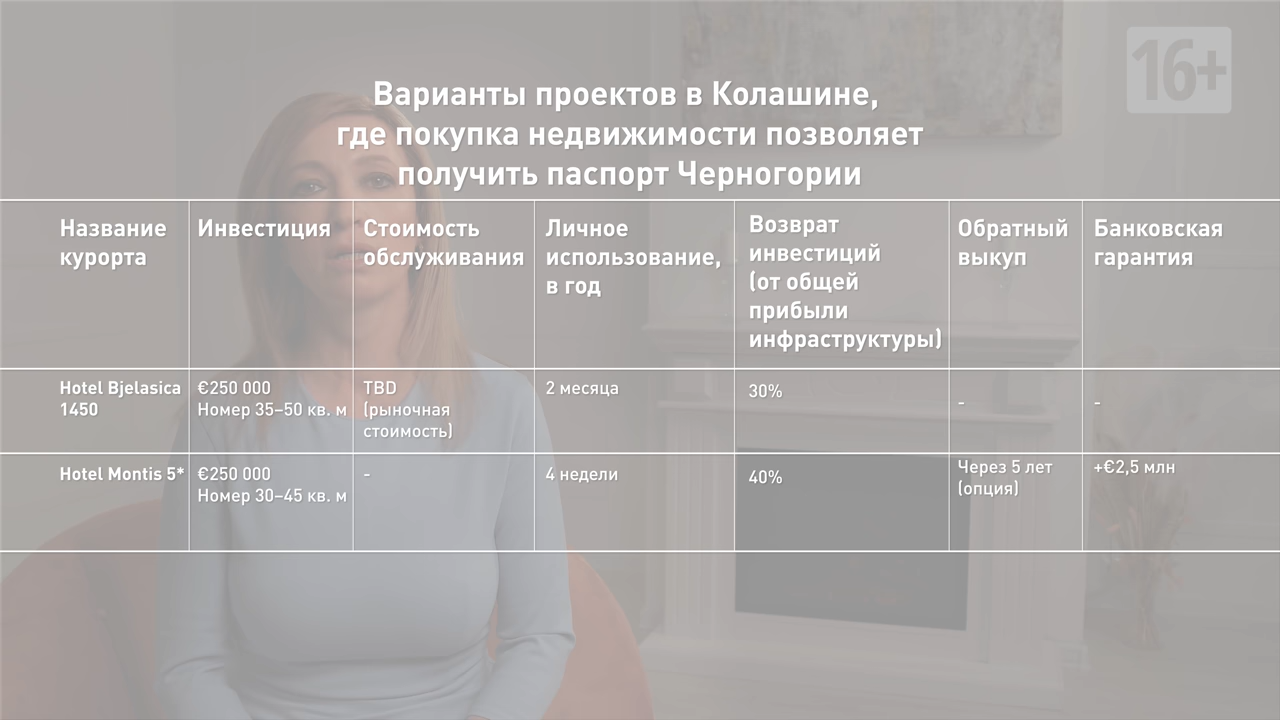 16+
Варианты проектов в Колашине,
где покупка недвижимости позволяет
получить паспорт Черногории
Название
курорта
Инвестиция
Стоимость
обслуживания
Личное
использование,
в год
Возврат
инвестиций
(от общей
прибыли
инфраструктуры)
Обратный
выкуп
Банковская
гарантия
Hotel Bjelasica
1450
€250 000
Номер 35–50 кв. м
TBD
(рыночная
стоимость)
2 месяца
30%
-
-
Hotel Montis 5*
€250 000
Номер 30–45 кв. м
-
4 недели
40%
Через 5 лет
(опция)
+€2,5 млн